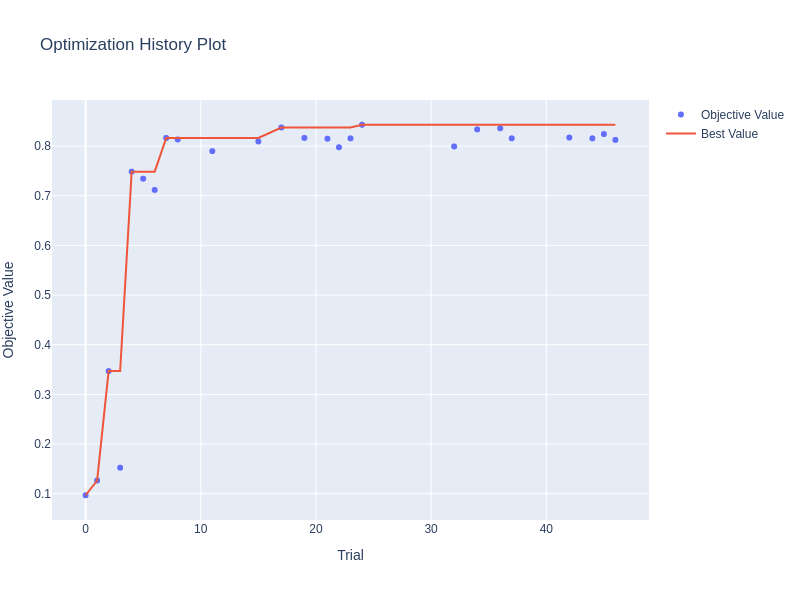 Optimization History Plot
Objective Value
Best Value
0.8
0.7
0.6
0.5
0.4
0.3
0.2
0.1
Objective Value
0 10 20 30 40
Trial